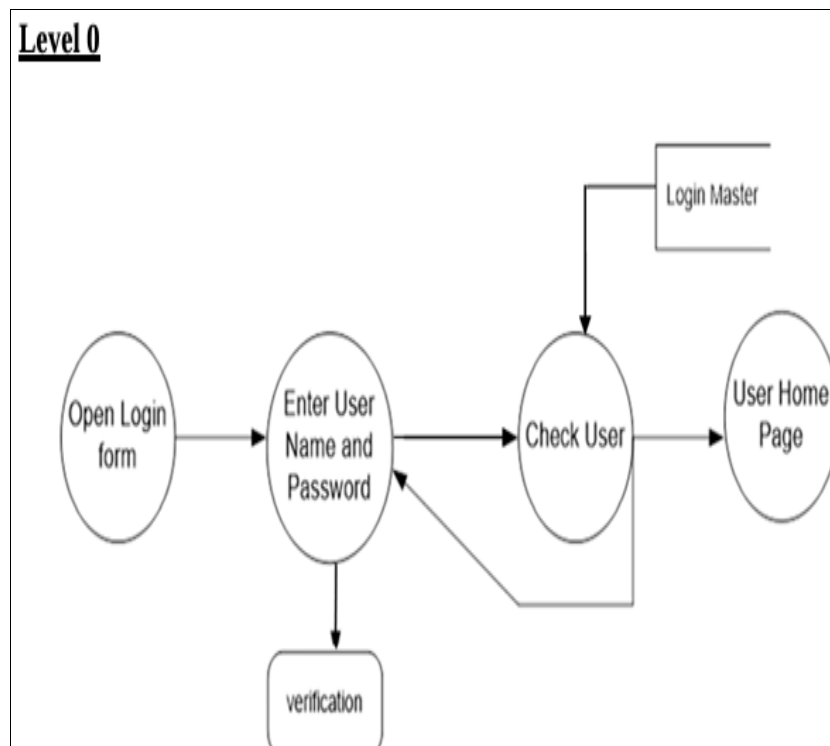 Level 0
Login Master
Open Login
form
Enter User
Name and
Password
Check User
User Home
Page
verification